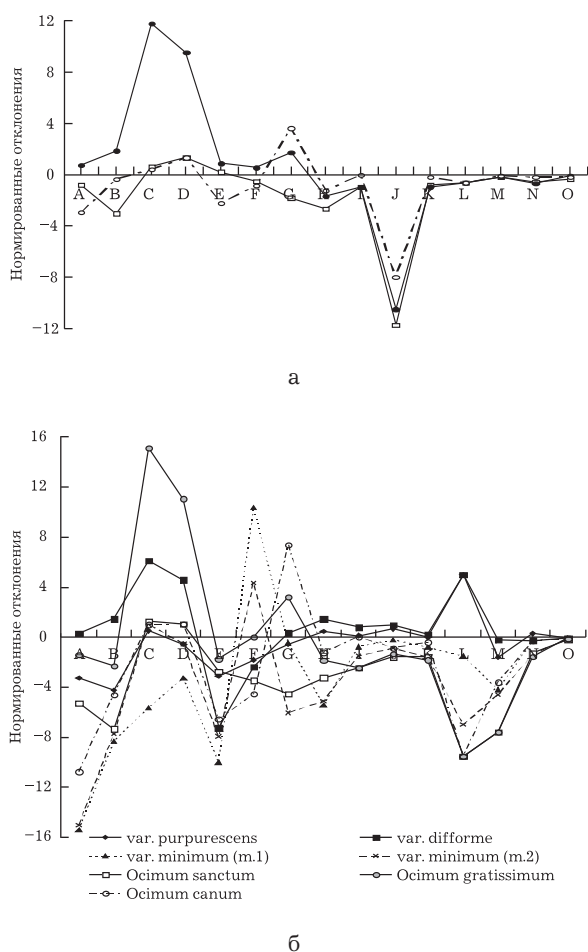 Нормированные отклонения
12
8
4
0
−4
−8
−12
A B C D E F G H I J K L M N O
а
Нормированные отклонения
16
12
8
4
0
−4
−8
−12
−16
A B C D E F G H I J K L M N O
var. purpurescens
var. difforme
var. minimum (m.1)
var. minimum (m.2)
Ocimum sanctum
Ocimum gratissimum
Ocimum canum
б